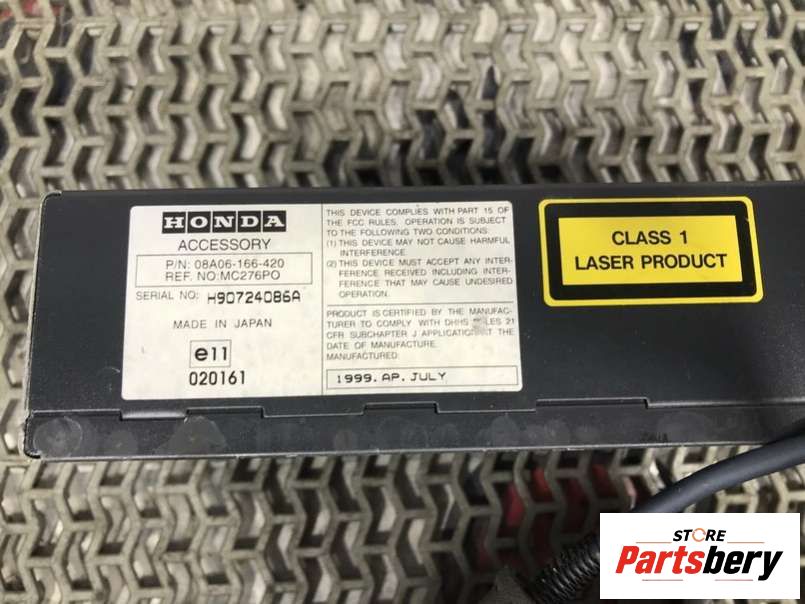 HONDA
ACCESSORY
P/N: 08A06-166-420
REF. NO:MC276PO
SERIAL NO: H90724086A
MADE IN JAPAN
e11
020161
THIS DEVICE COMPLIES WITH PART 15 OF
THE FCC RULES. OPERATION IS SUBJECT
TO THE FOLLOWING TWO CONDITIONS:
(1) THIS DEVICE MAY NOT CAUSE HARMFUL
INTERFERENCE.
(2) THIS DEVICE MUST ACCEPT ANY INTER-
FERENCE RECEIVED INCLUDING INTER-
FERENCE THAT MAY CAUSE UNDESIRED
OPERATION.
PRODUCT IS CERTIFIED BY THE MANUFAC-
TURER TO COMPLY WITH DHHS 21
CFR SUBCHAPTER J APPLICATION AT THE
DATE OF MANUFACTURE.
MANUFACTURED:
1999.AP.JULY
CLASS 1
LASER PRODUCT
STORE
Partsbery